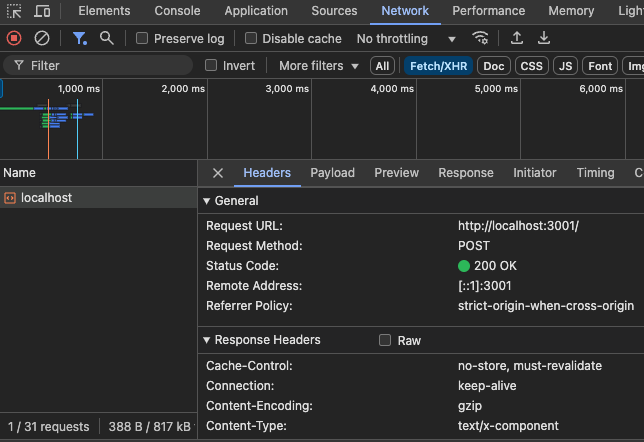 Elements Console Application Sources Network Performance Memory Ligh
Preserve log Disable cache No throttling
Filter Invert More filters All Fetch/XHR Doc CSS JS Font Img
1,000 ms 2,000 ms 3,000 ms 4,000 ms 5,000 ms 6,000 ms
Name Headers Payload Preview Response Initiator Timing C
localhost
General
Request URL: http://localhost:3001/
Request Method: POST
Status Code: 200 OK
Remote Address: [::1]:3001
Referrer Policy: strict-origin-when-cross-origin
Response Headers Raw
Cache-Control: no-store, must-revalidate
Connection: keep-alive
Content-Encoding: gzip
Content-Type: text/x-component
1 / 31 requests 388 B / 817 kB